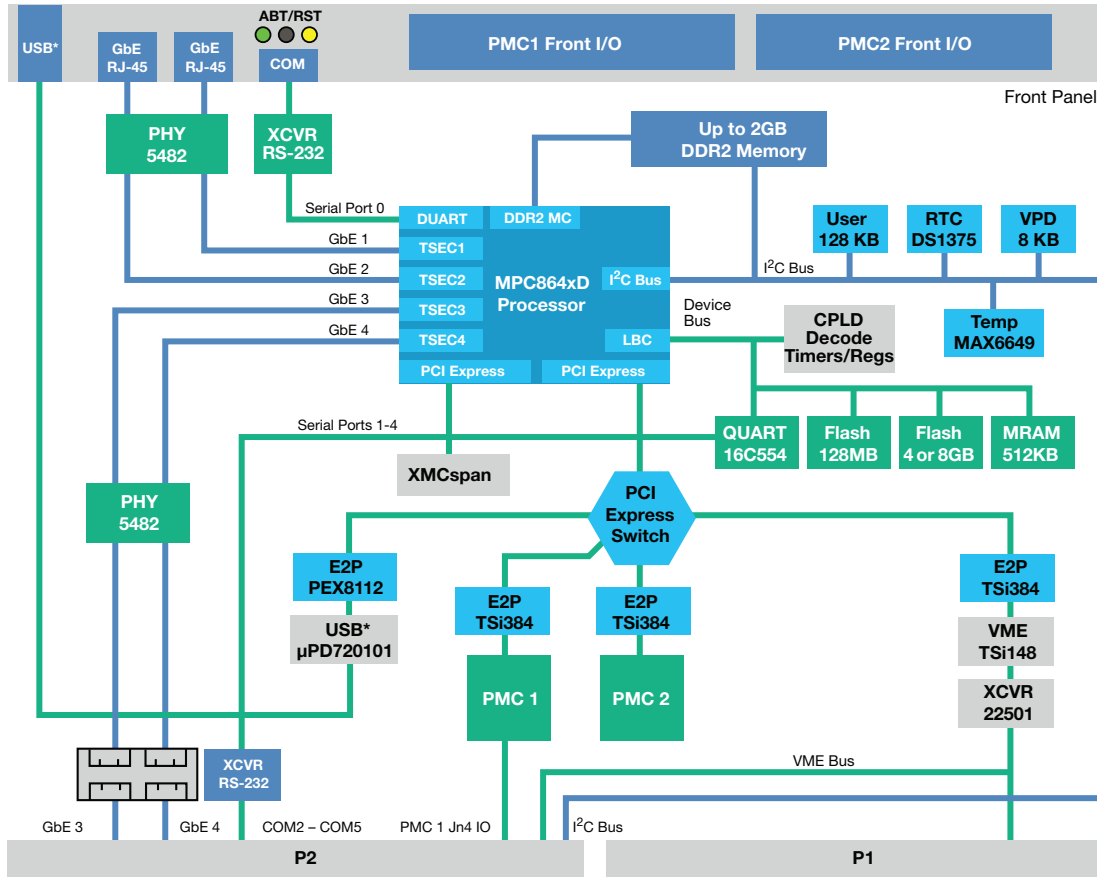 ABT/RST
USB*
GbE
RJ-45
GbE
RJ-45
COM
PMC1 Front I/O
PMC2 Front I/O
Front Panel
PHY
5482
XCVR
RS-232
Up to 2GB
DDR2 Memory
Serial Port 0
DUART
DDR2 MC
User
128 KB
RTC
DS1375
VPD
8 KB
GbE 1
TSEC1
GbE 2
TSEC2
MPC864xD
Processor
I²C Bus
I²C Bus
GbE 3
TSEC3
Device
Bus
CPLD
Decode
Timers/Regs
Temp
MAX6649
GbE 4
TSEC4
LBC
PCI Express
PCI Express
Serial Ports 1-4
QUART
16C554
Flash
128MB
Flash
4 or 8GB
MRAM
512KB
XMCspan
PHY
5482
PCI
Express
Switch
E2P
PEX8112
E2P
TSi384
E2P
TSi384
E2P
TSi384
USB*
µPD720101
VME
TSi148
PMC 1
PMC 2
XCVR
22501
XCVR
RS-232
VME Bus
GbE 3
GbE 4
COM2 – COM5
PMC 1 Jn4 IO
I²C Bus
P2
P1